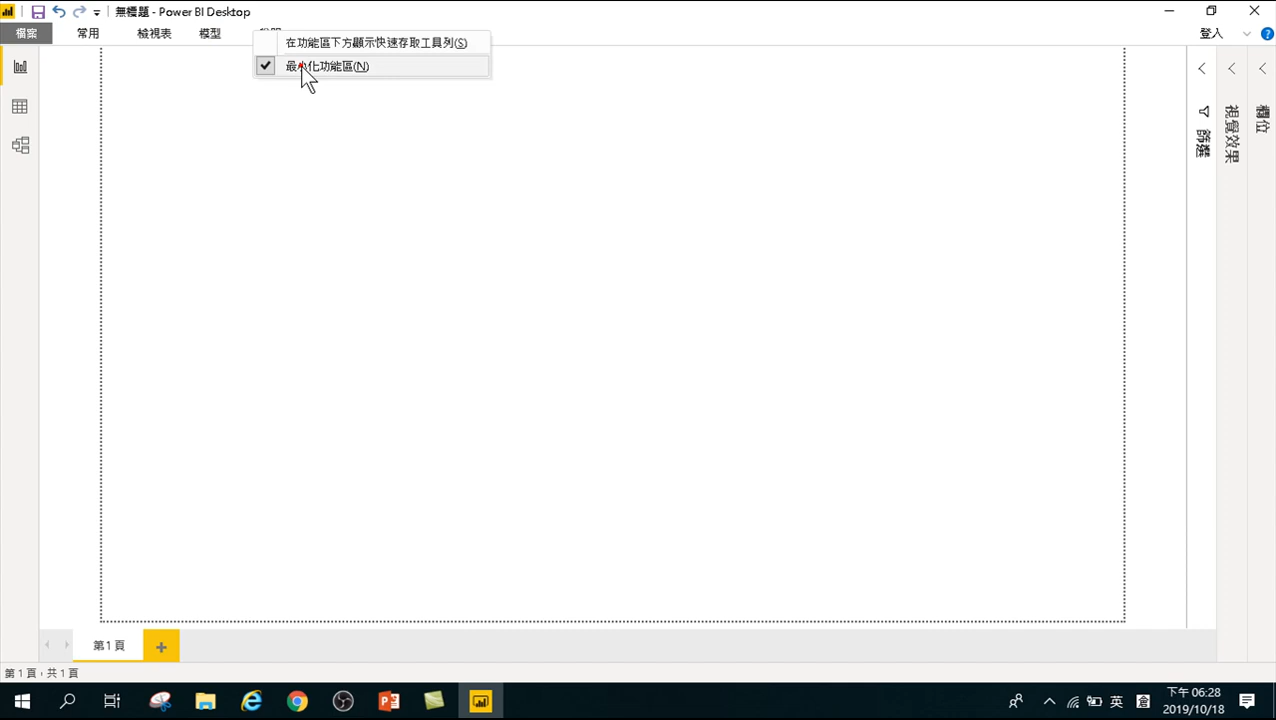 無標題 - Power BI Desktop
檔案 常用 檢視表 模型
登入
在功能區下方顯示快速存取工具列(S)
最小化功能區(N)
篩選
視覺效果
欄位
第 1 頁
第 1 頁，共 1 頁
英
倉
下午 06:28
2019/10/18